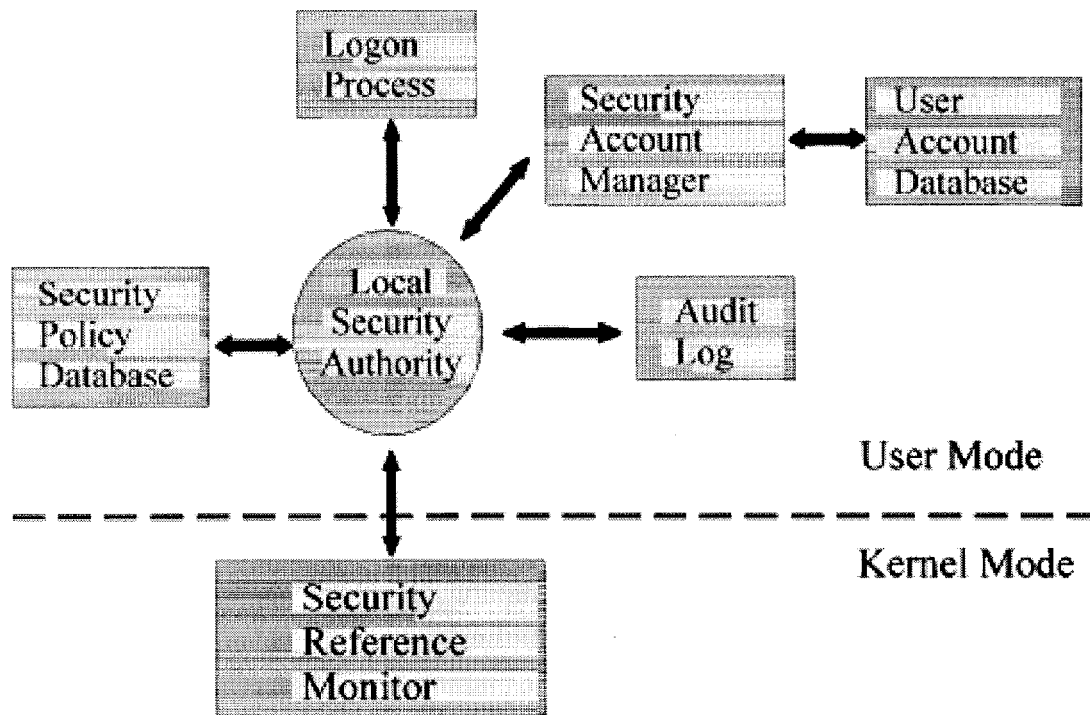 Logon
Process
Security
Account
Manager
User
Account
Database
Security
Policy
Database
Local
Security
Authority
Audit
Log
User Mode
Kernel Mode
Security
Reference
Monitor